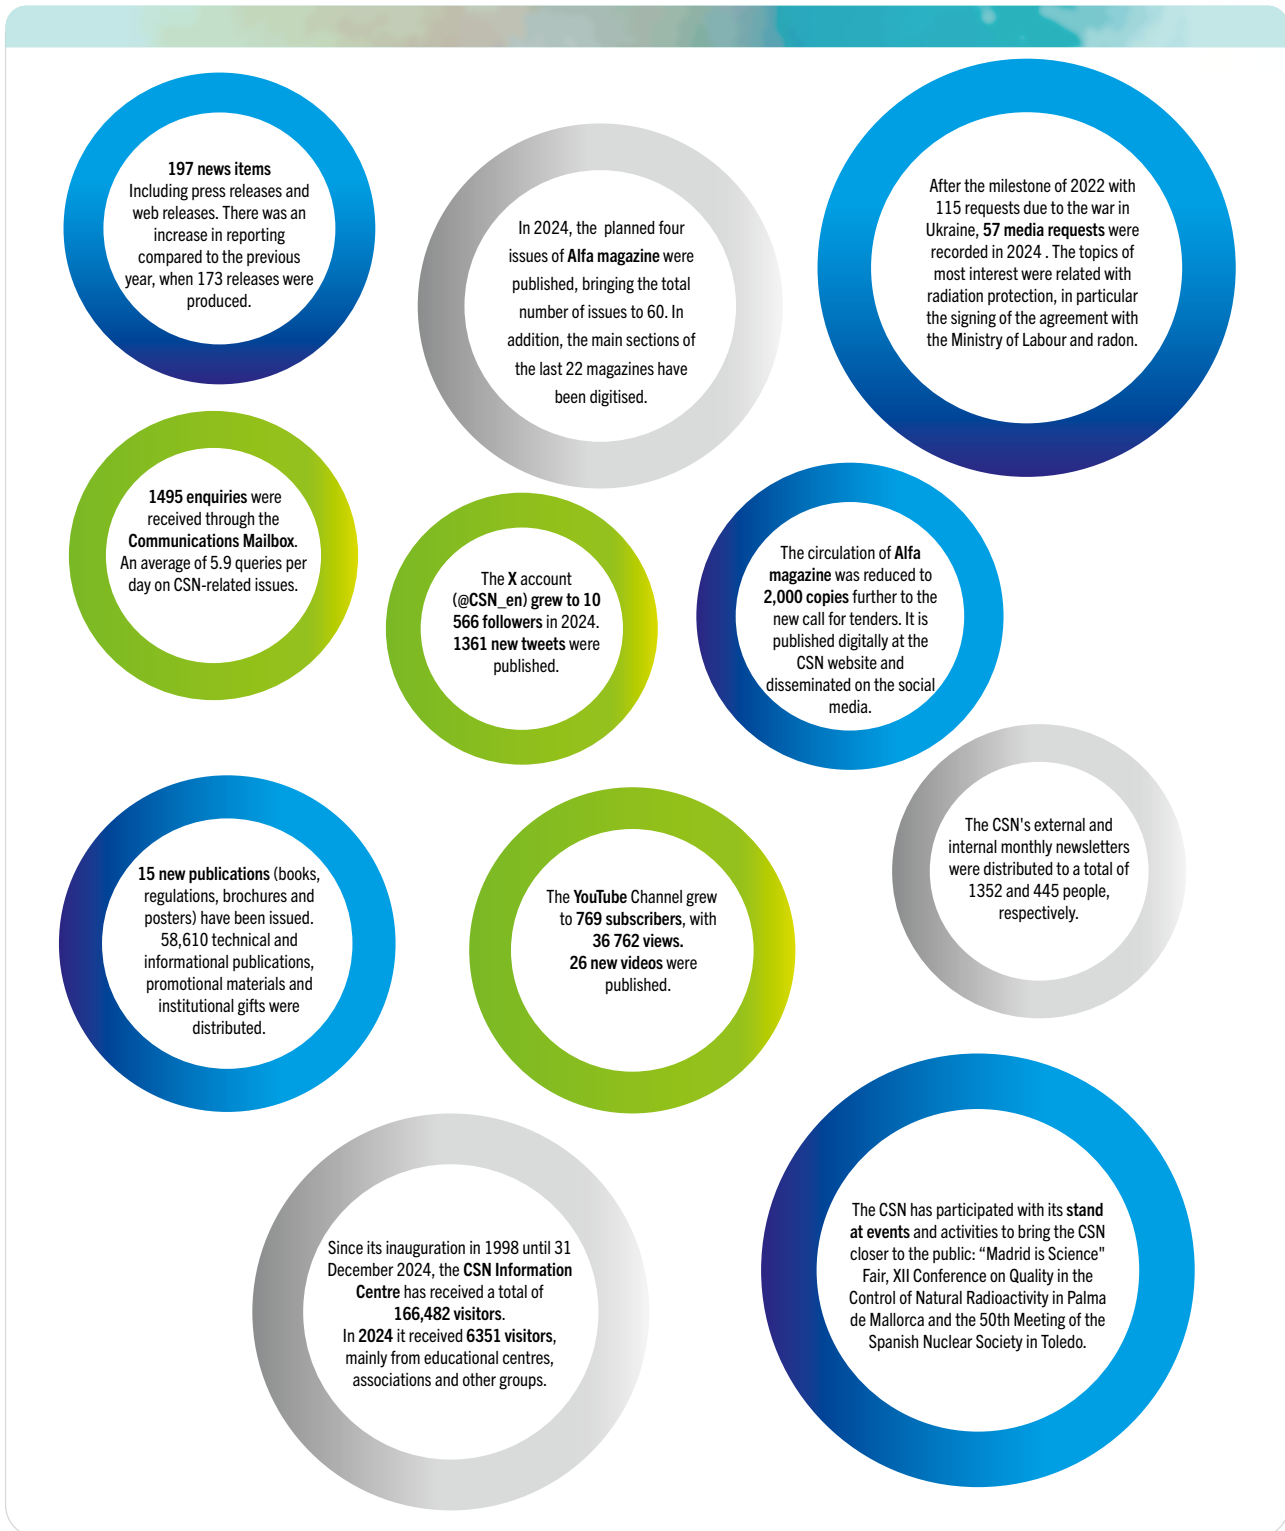 197 news items
Including press releases and
web releases. There was an
increase in reporting
compared to the previous
year, when 173 releases were
produced.
In 2024, the planned four
issues of Alfa magazine were
published, bringing the total
number of issues to 60. In
addition, the main sections of
the last 22 magazines have
been digitised.
After the milestone of 2022 with
115 requests due to the war in
Ukraine, 57 media requests were
recorded in 2024 . The topics of
most interest were related with
radiation protection, in particular
the signing of the agreement with
the Ministry of Labour and radon.
1495 enquiries were
received through the
Communications Mailbox.
An average of 5.9 queries per
day on CSN-related issues.
The X account
(@CSN_en) grew to 10
566 followers in 2024.
1361 new tweets were
published.
The circulation of Alfa
magazine was reduced to
2,000 copies further to the
new call for tenders. It is
published digitally at the
CSN website and
disseminated on the social
media.
The CSN's external and
internal monthly newsletters
were distributed to a total of
1352 and 445 people,
respectively.
15 new publications (books,
regulations, brochures and
posters) have been issued.
58,610 technical and
informational publications,
promotional materials and
institutional gifts were
distributed.
The YouTube Channel grew
to 769 subscribers, with
36 762 views.
26 new videos were
published.
Since its inauguration in 1998 until 31
December 2024, the CSN Information
Centre has received a total of
166,482 visitors.
In 2024 it received 6351 visitors,
mainly from educational centres,
associations and other groups.
The CSN has participated with its stand
at events and activities to bring the CSN
closer to the public: “Madrid is Science"
Fair, XII Conference on Quality in the
Control of Natural Radioactivity in Palma
de Mallorca and the 50th Meeting of the
Spanish Nuclear Society in Toledo.